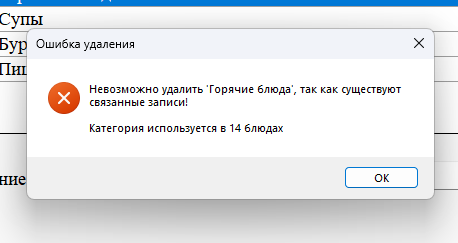 Супы
Ошибка удаления
Бур
Пиц
Невозможно удалить 'Горячие блюда', так как существуют
связанные записи!
Категория используется в 14 блюдах
ние
OK